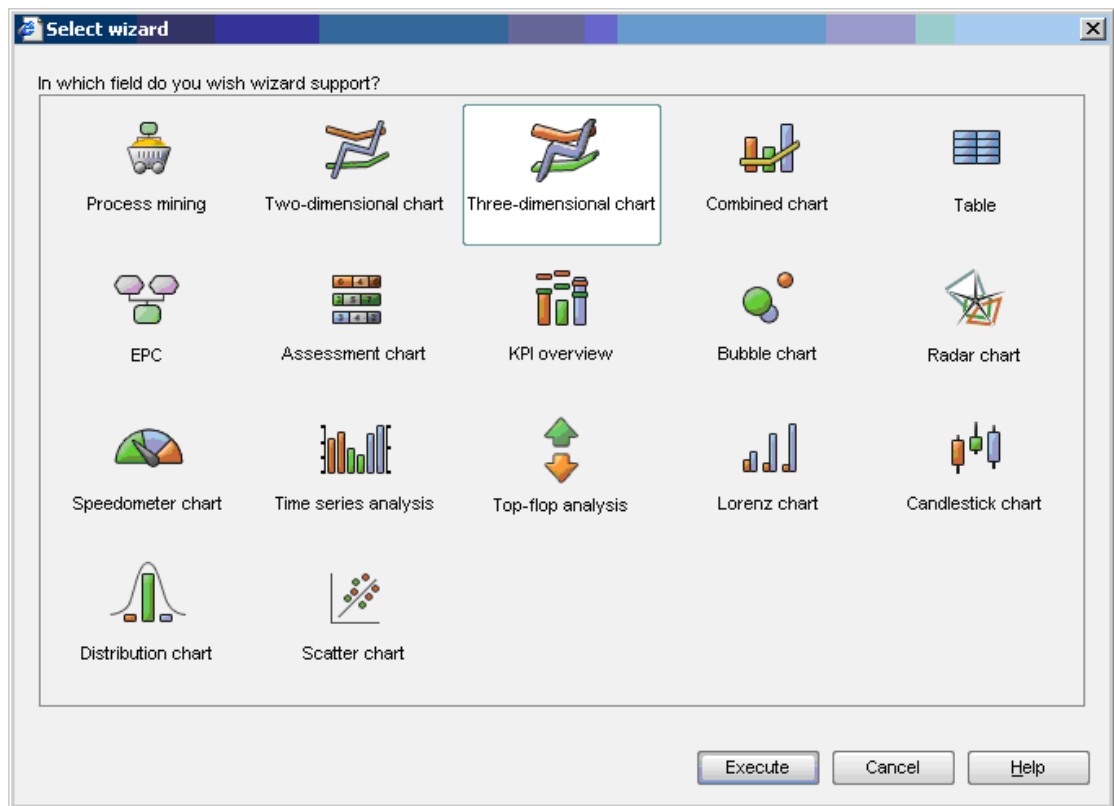 Select wizard
In which field do you wish wizard support?
Process mining
Two-dimensional chart
Three-dimensional chart
Combined chart
Table
EPC
Assessment chart
KPI overview
Bubble chart
Radar chart
Speedometer chart
Time series analysis
Top-flop analysis
Lorenz chart
Candlestick chart
Distribution chart
Scatter chart
Execute
Cancel
Help